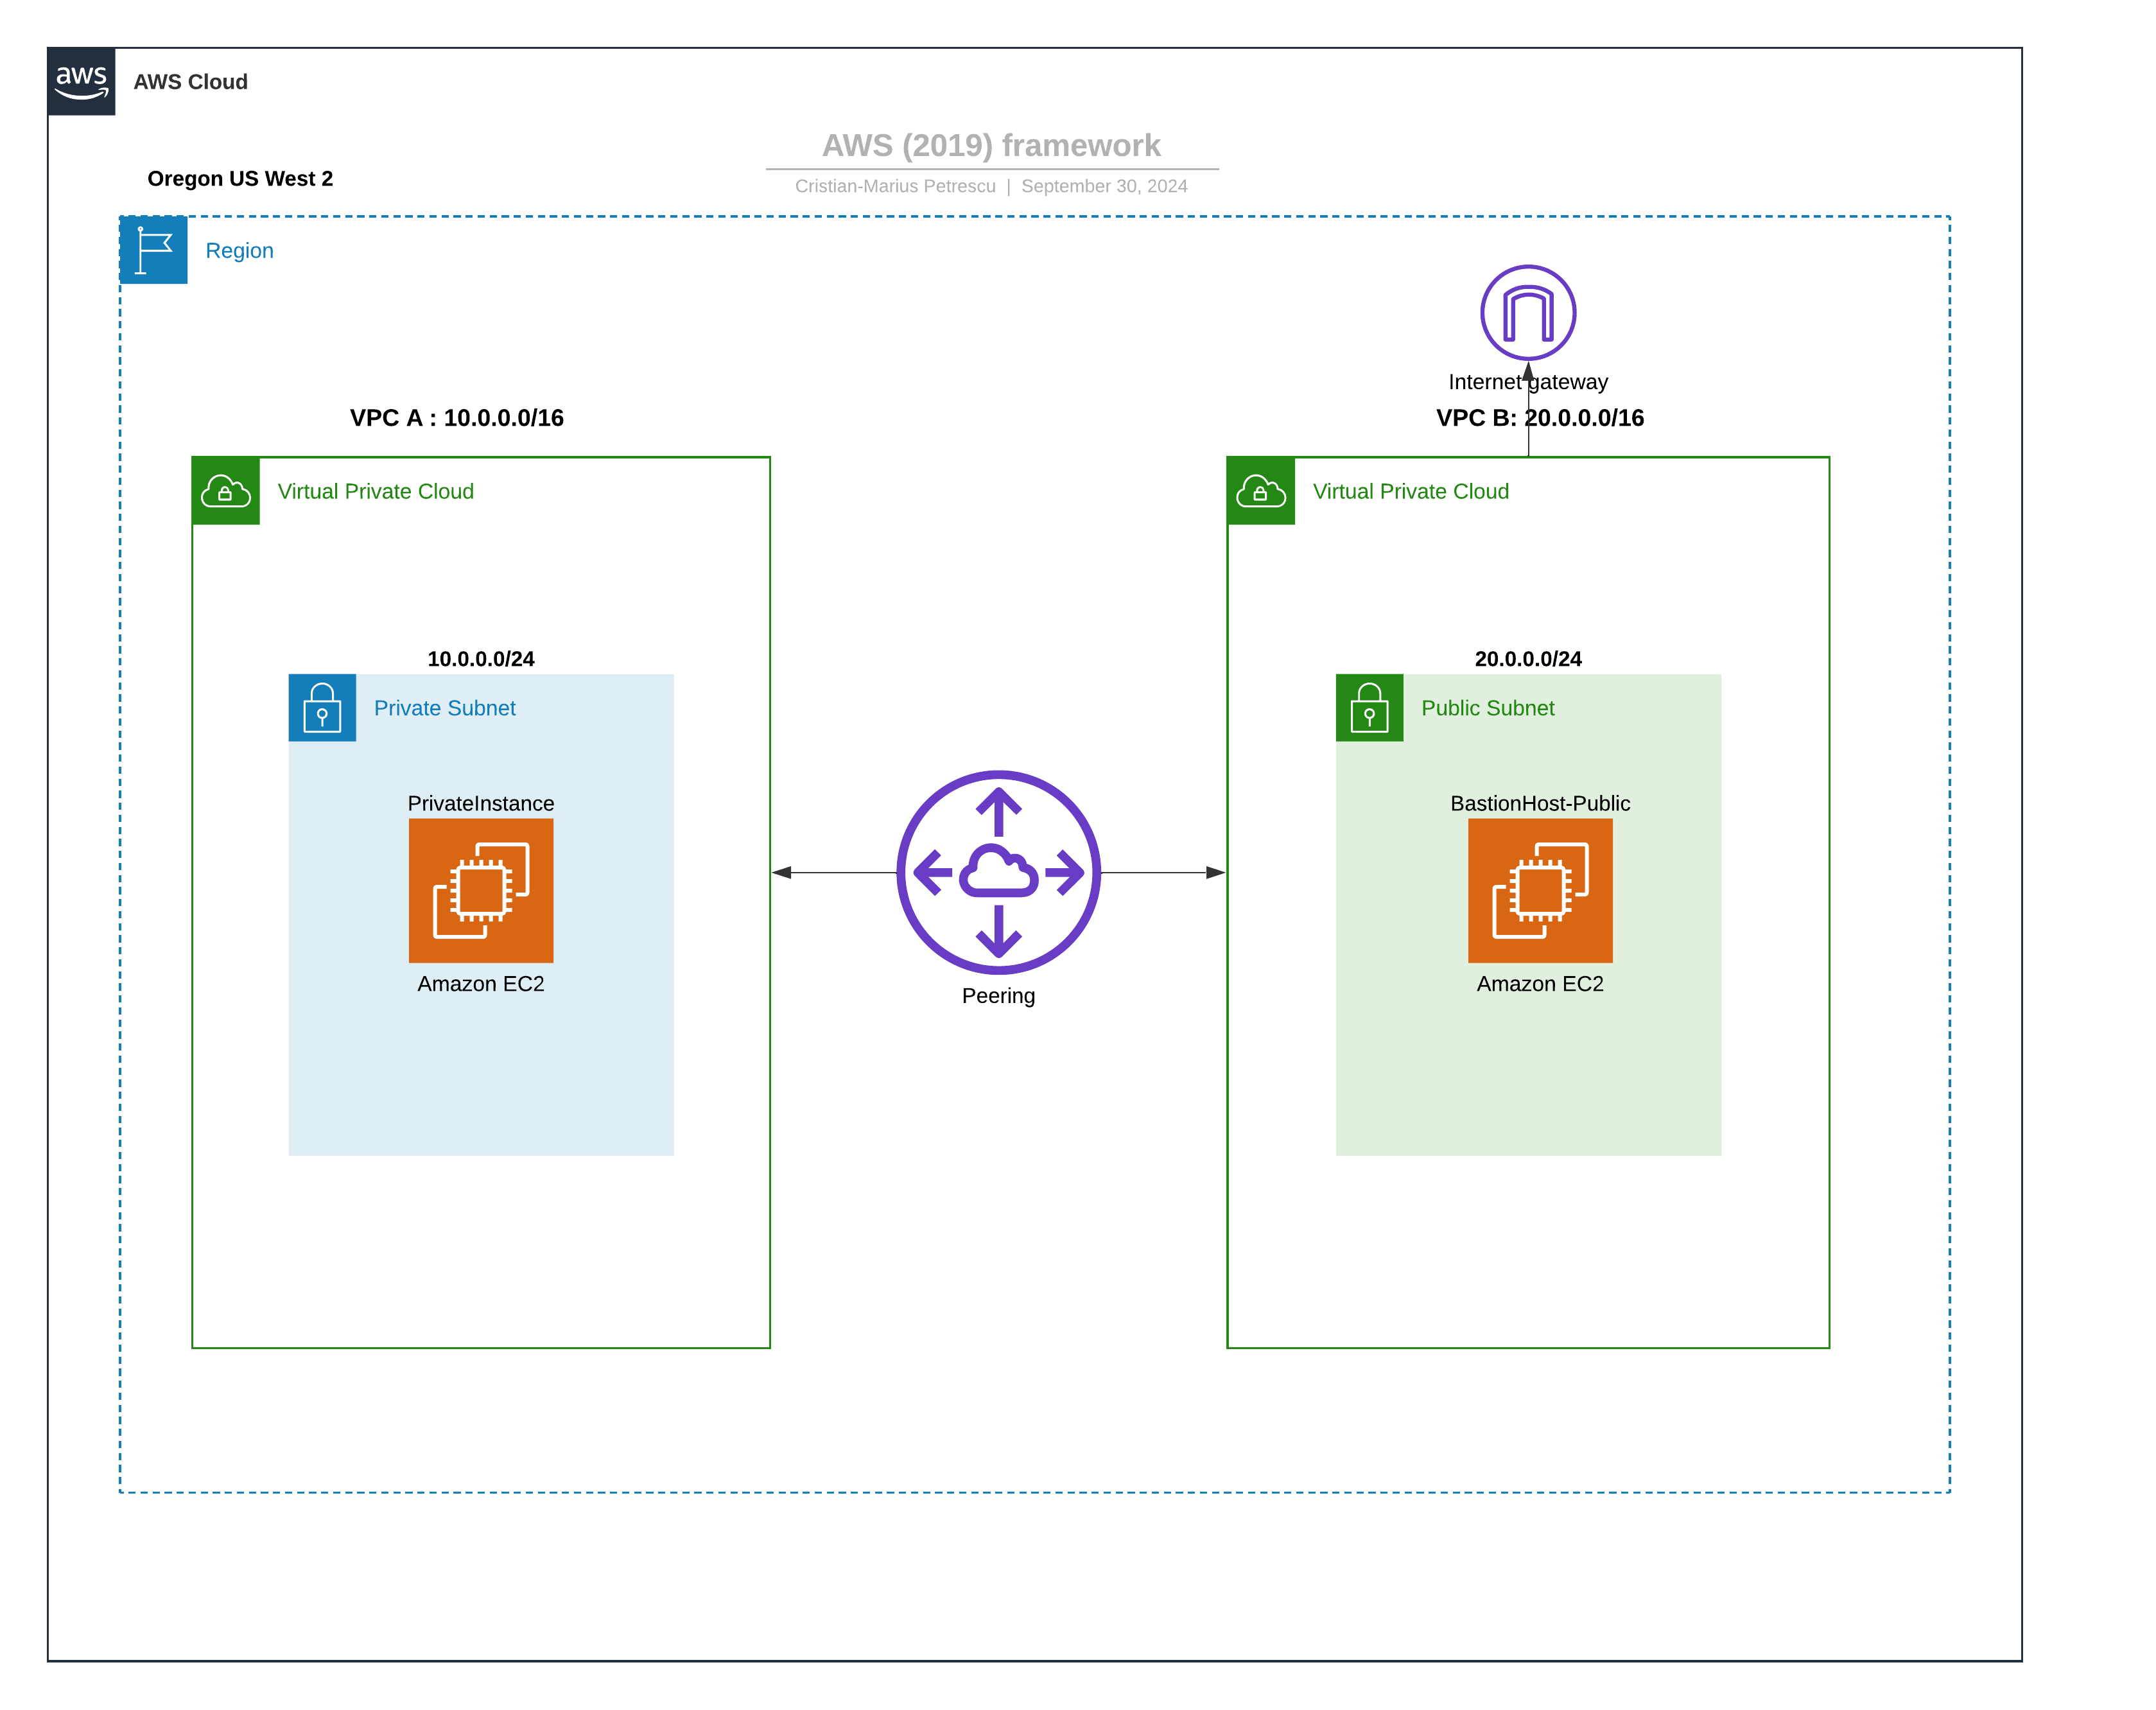 aws
AWS Cloud
AWS (2019) framework
Cristian-Marius Petrescu | September 30, 2024
Oregon US West 2
Region
Internet gateway
VPC A : 10.0.0.0/16
VPC B: 20.0.0.0/16
Virtual Private Cloud
Virtual Private Cloud
10.0.0.0/24
20.0.0.0/24
Private Subnet
Public Subnet
PrivateInstance
BastionHost-Public
Amazon EC2
Amazon EC2
Peering